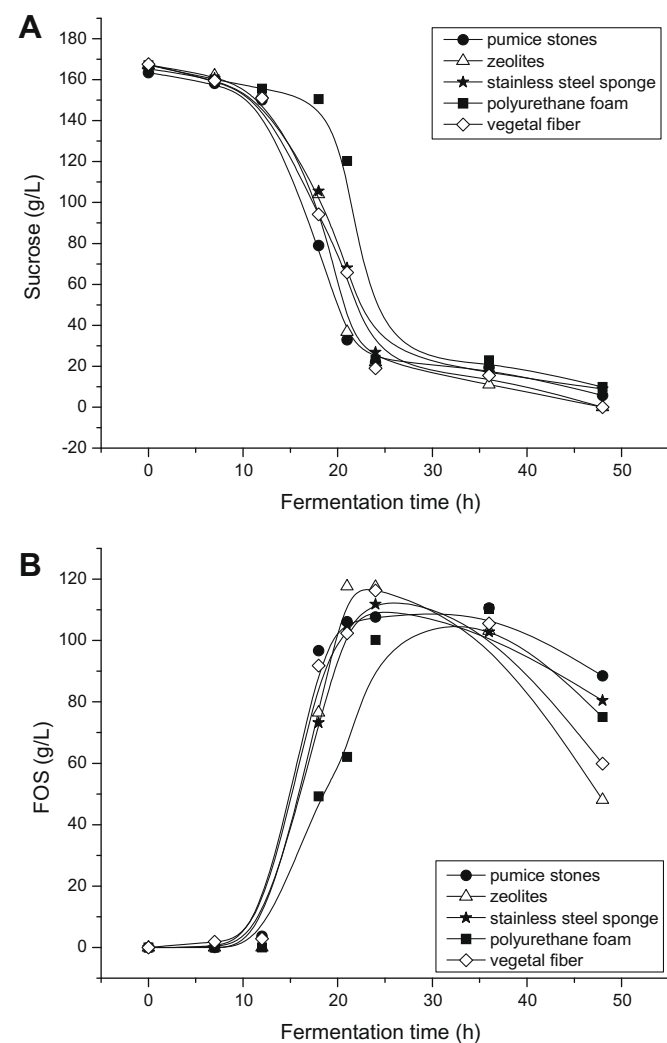 A
180
160
140
120
100
80
60
40
20
0
-20
Sucrose (g/L)
pumice stones
zeolites
stainless steel sponge
polyurethane foam
vegetal fiber
0 10 20 30 40 50
Fermentation time (h)
B
120
100
80
60
40
20
0
FOS (g/L)
pumice stones
zeolites
stainless steel sponge
polyurethane foam
vegetal fiber
0 10 20 30 40 50
Fermentation time (h)